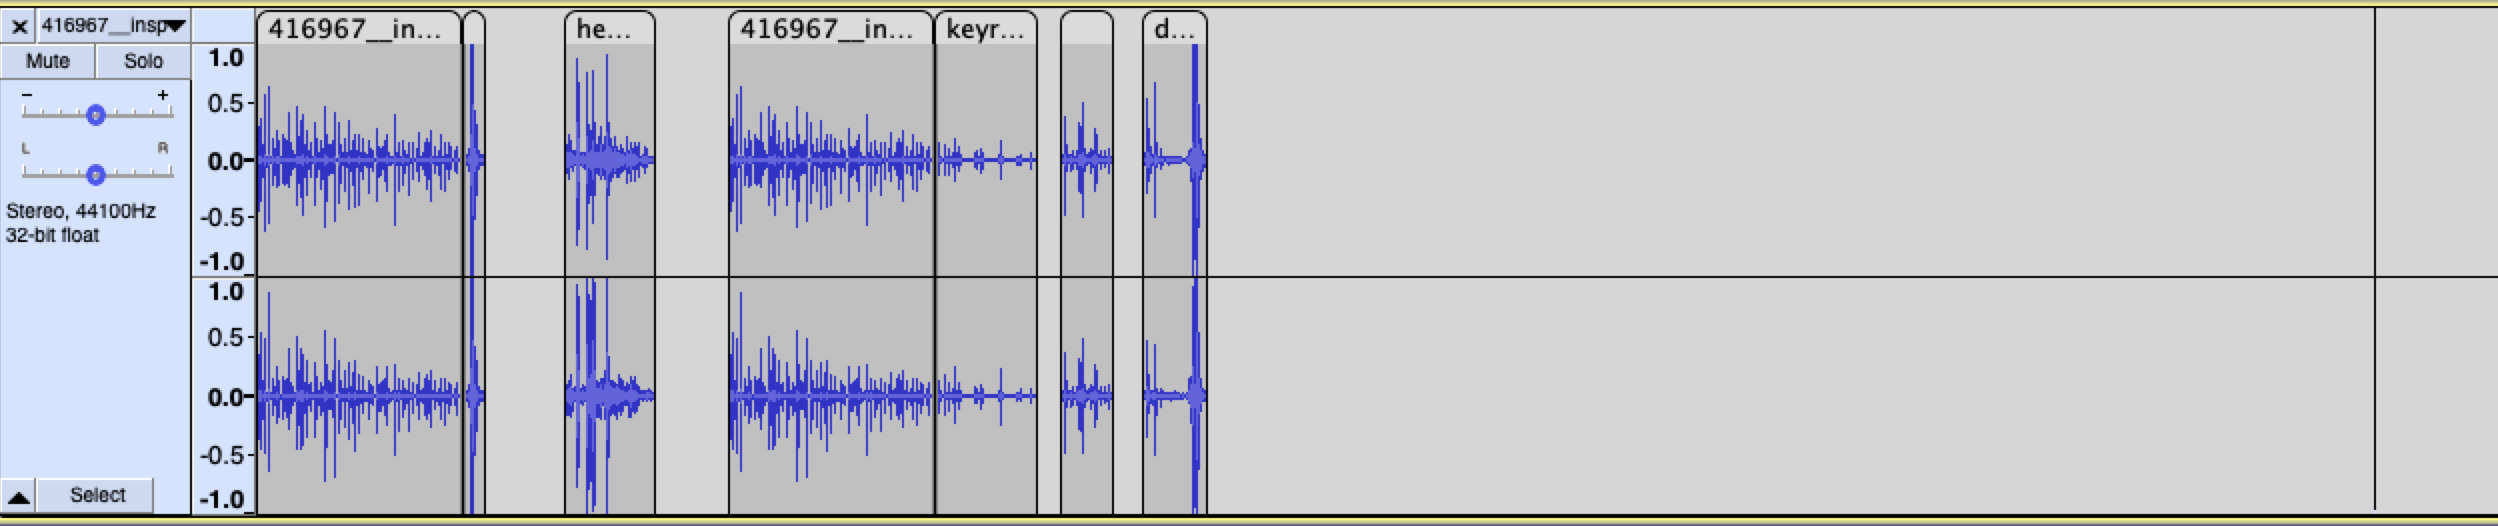 416967__insp
416967__in...
he...
416967__in...
keyr...
d...
Mute
Solo
- +
L R
Stereo, 44100Hz
32-bit float
Select
1.0
0.5
0.0
-0.5
-1.0
1.0
0.5
0.0
-0.5
-1.0